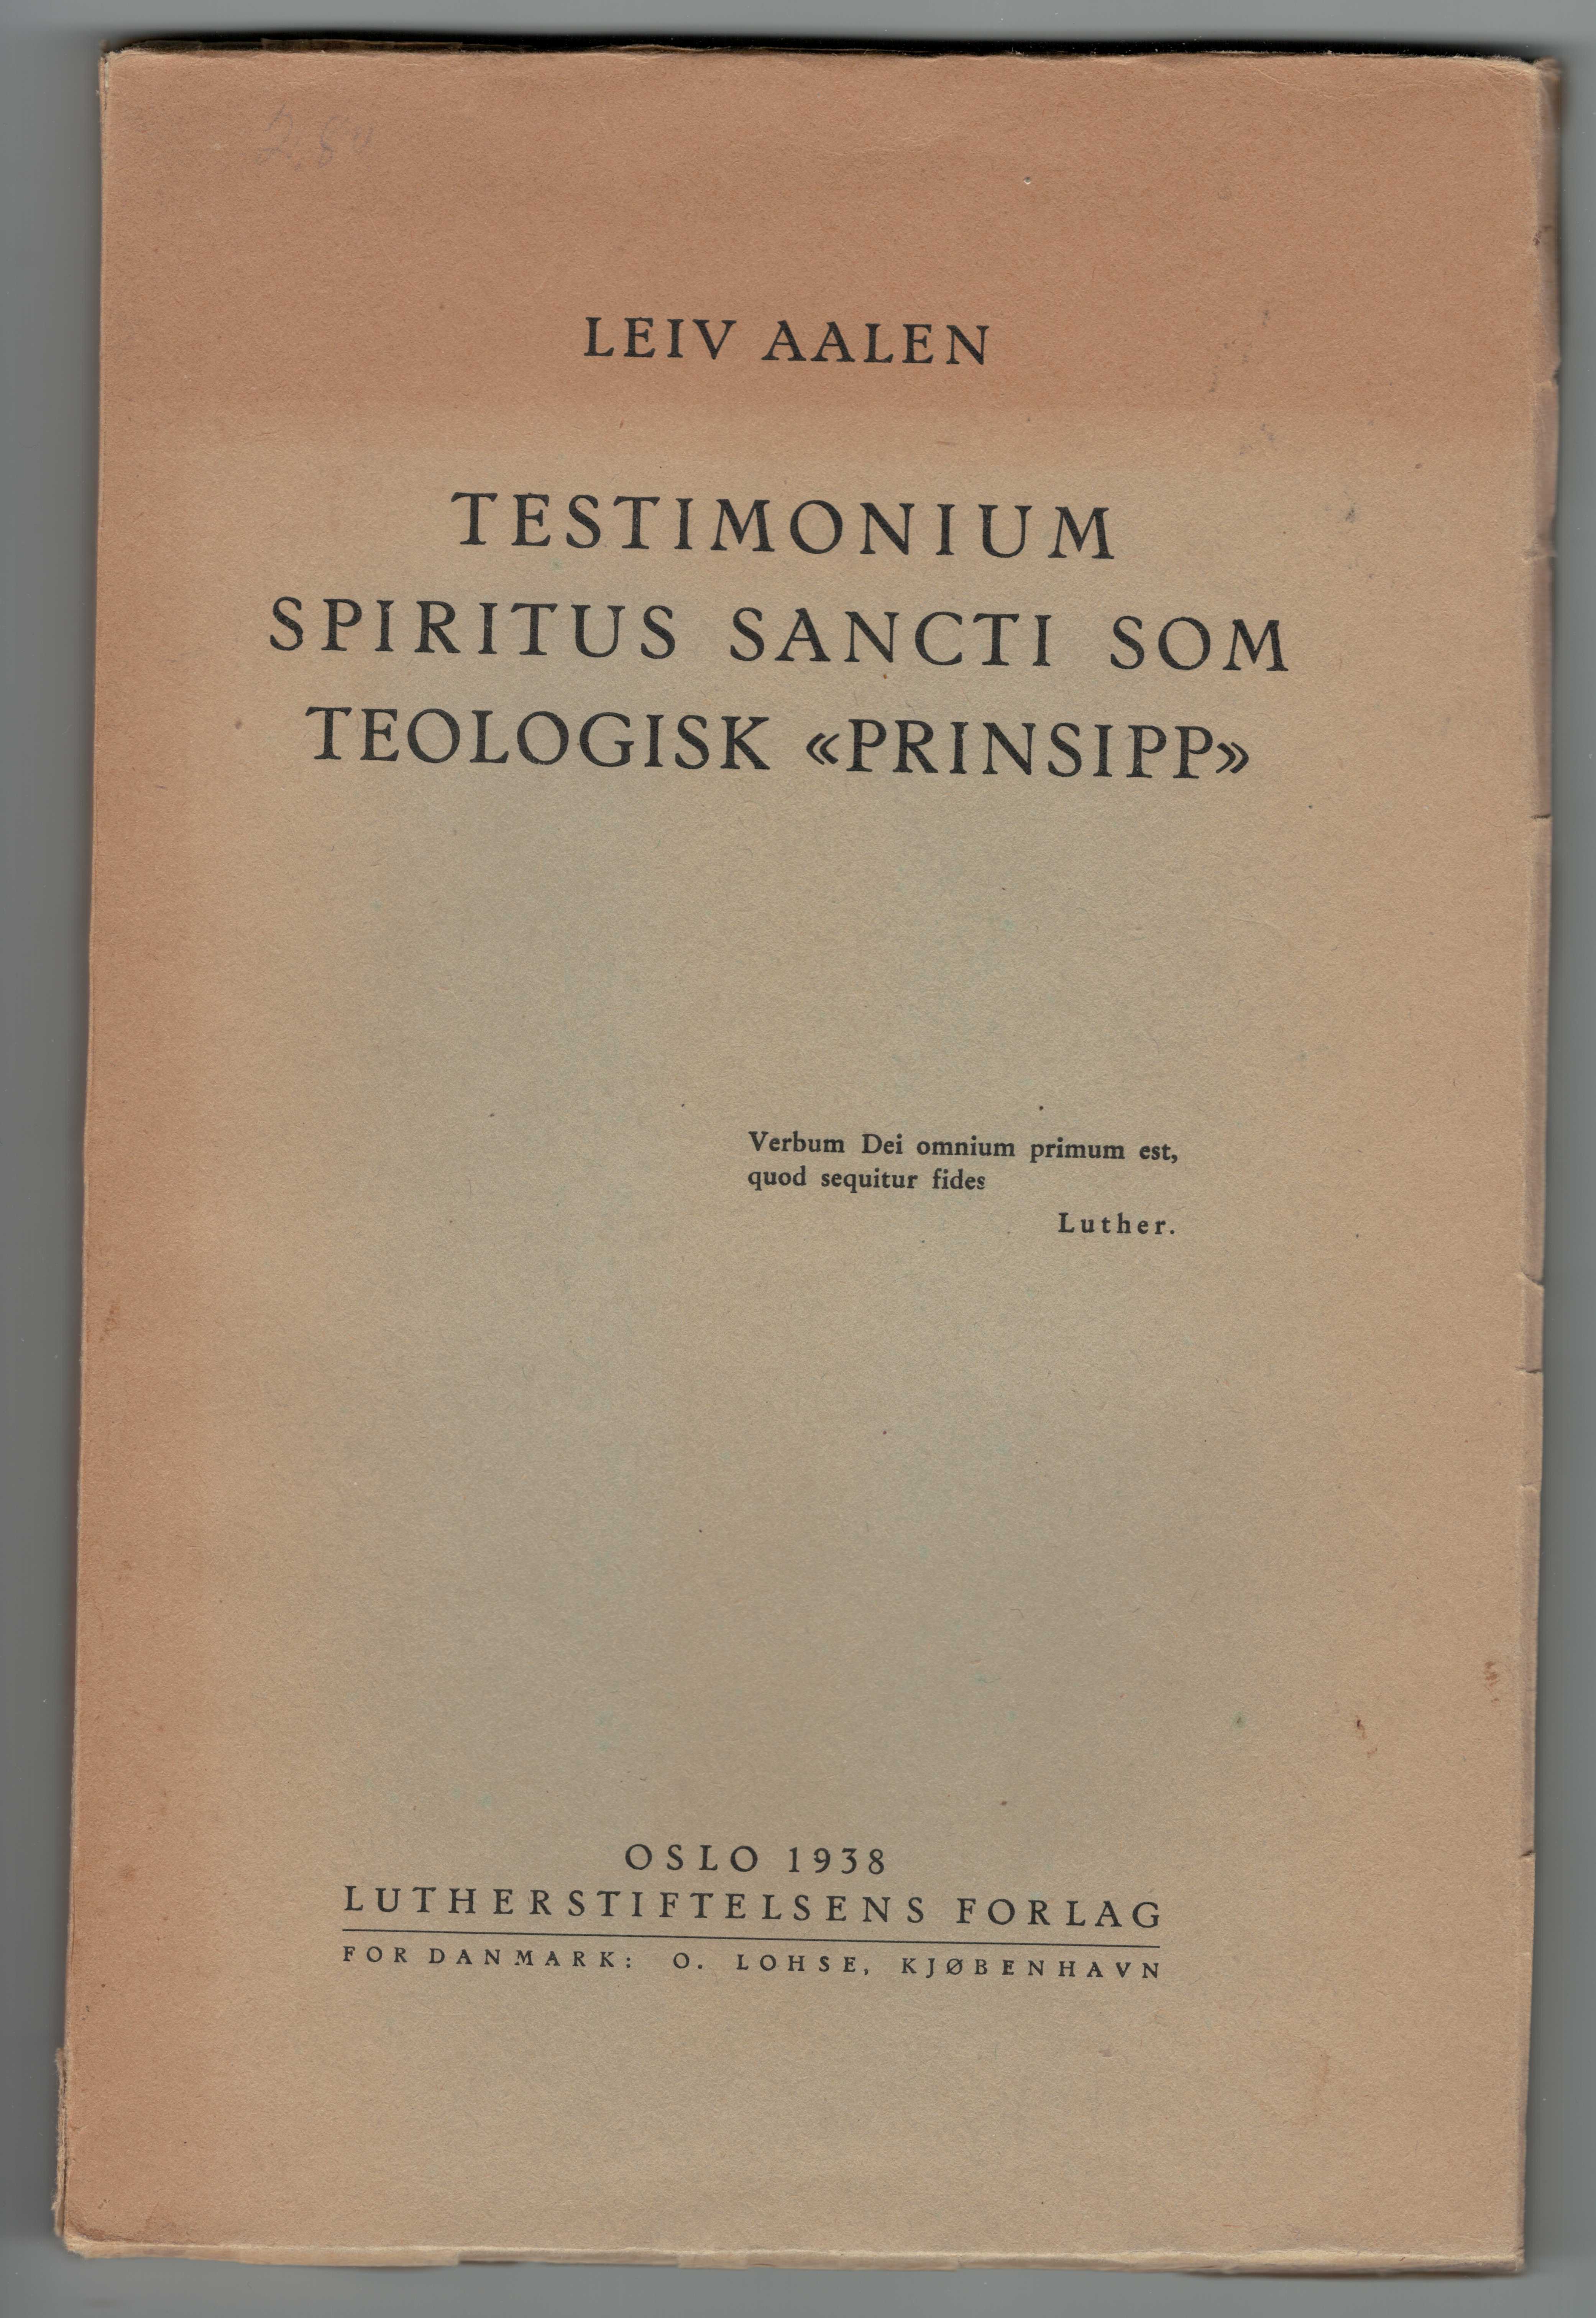 LEIV AALEN
TESTIMONIUM
SPIRITUS SANCTI SOM
TEOLOGISK «PRINSIPP»
Verbum Dei omnium primum est,
quod sequitur fides
Luther.
OSLO 1938
LUTHERSTIFTELSENS FORLAG
FOR DANMARK: O. LOHSE, KJØBENHAVN